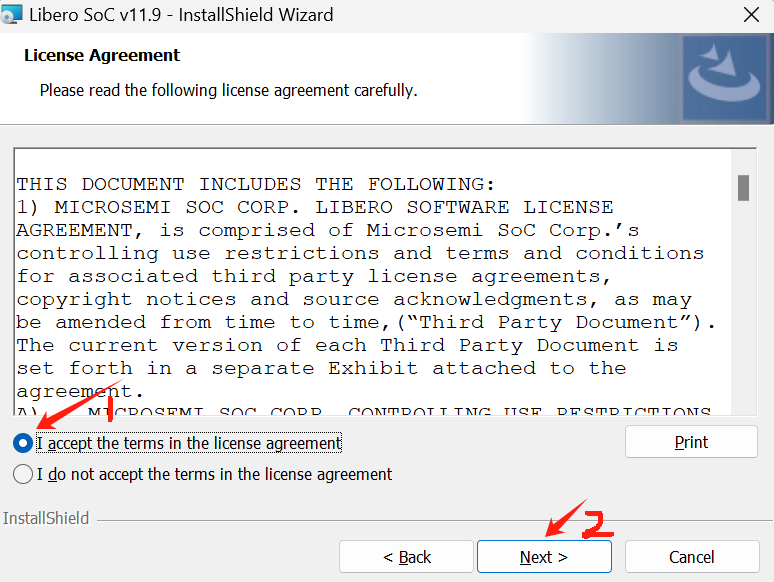 Libero SoC v11.9 - InstallShield Wizard
License Agreement
Please read the following license agreement carefully.
THIS DOCUMENT INCLUDES THE FOLLOWING:
1) MICROSEMI SOC CORP. LIBERO SOFTWARE LICENSE
AGREEMENT, is comprised of Microsemi SoC Corp.’s
controlling use restrictions and terms and conditions
for associated third party license agreements,
copyright notices and source acknowledgments, as may
be amended from time to time,(“Third Party Document”).
The current version of each Third Party Document is
set forth in a separate Exhibit attached to the
agreement.
A) MICROSEMI SOC CORP. CONTROLLING USE RESTRICTIONS
1
I accept the terms in the license agreement
Print
I do not accept the terms in the license agreement
InstallShield
2
< Back
Next >
Cancel